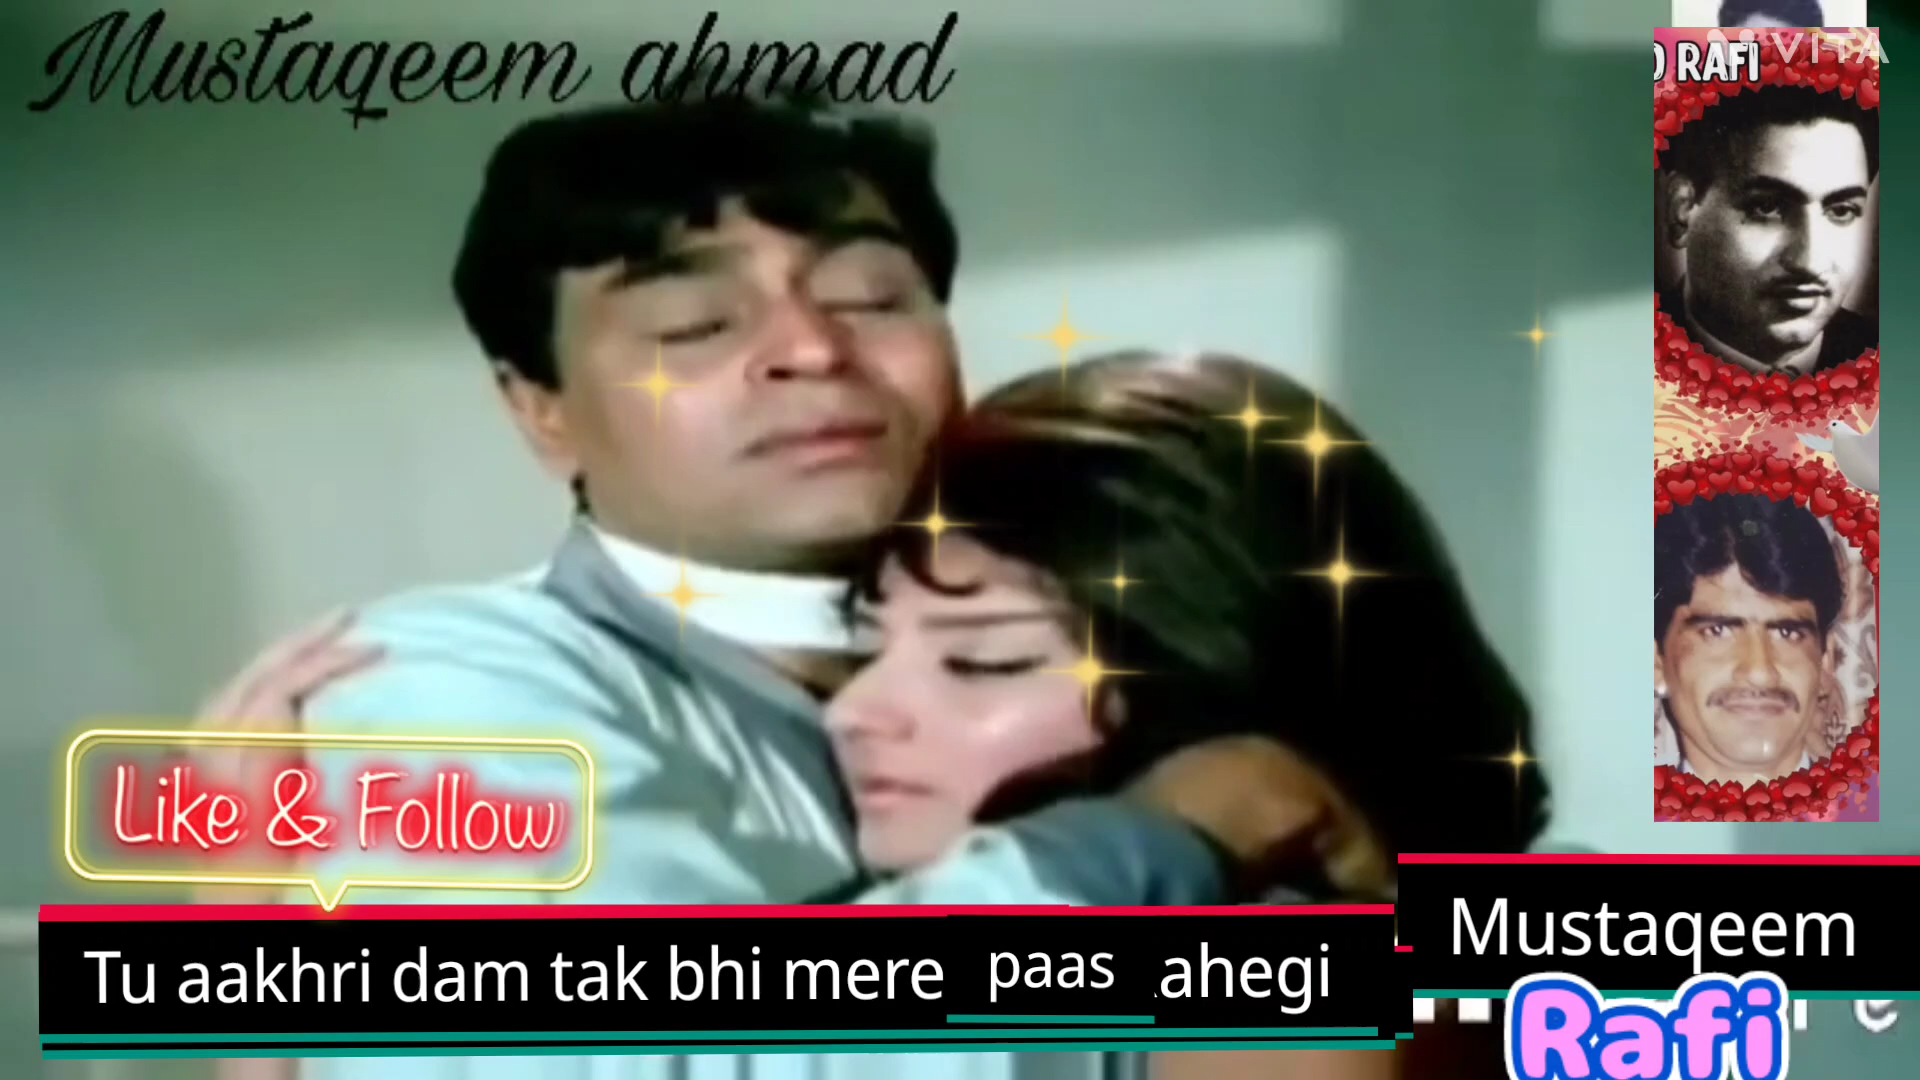 Mustaqeem ahmad
VITA
RAFI
Like & Follow
Tu aakhri dam tak bhi mere paas ahegi
Mustaqeem
Rafi